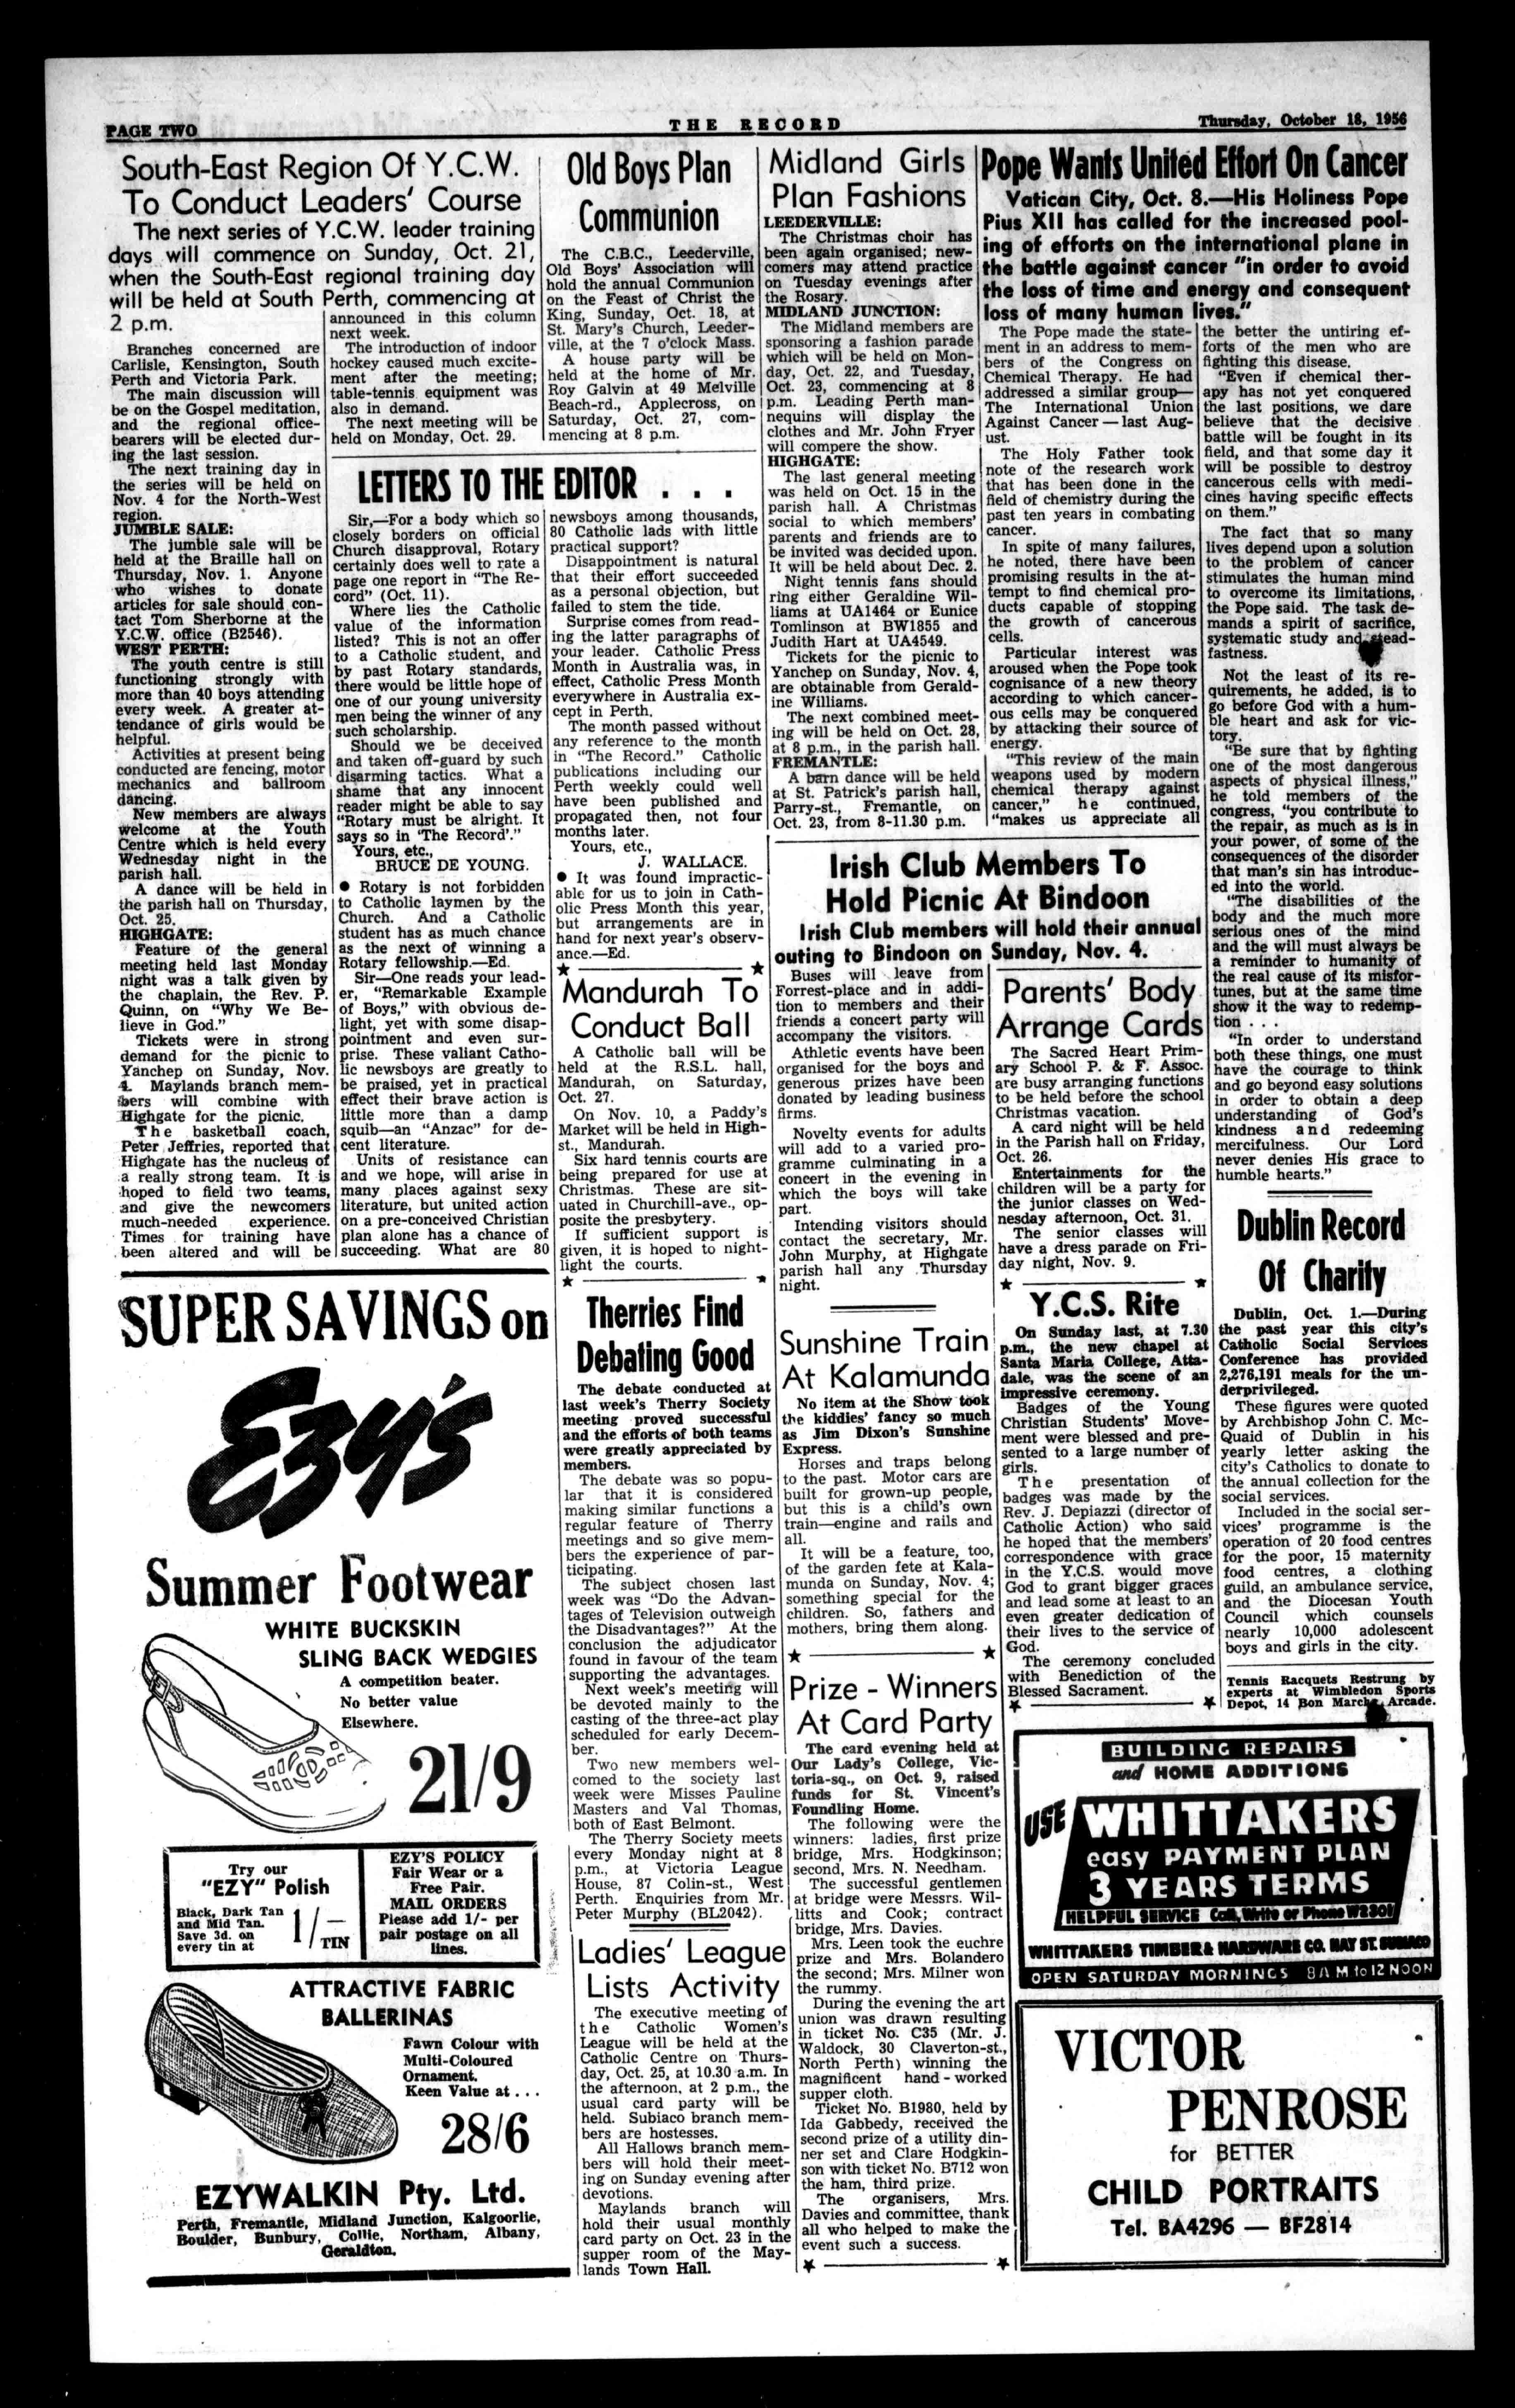 PAGE TWO
THE RECORD
Thursday, October 18, 1956
South-East Region Of Y.C.W.
To Conduct Leaders' Course
The next series of Y.C.W. leader training
days will commence on Sunday, Oct. 21,
when the South-East regional training day
will be held at South Perth, commencing at
2 p.m.
Branches concerned are
Carlisle, Kensington, South
Perth and Victoria Park.
The main discussion will
be on the Gospel meditation,
and the regional office-
bearers will be elected dur-
ing the last session.
The next training day in
the series will be held on
Nov. 4 for the North-West
region.
JUMBLE SALE:
The jumble sale will be
held at the Braille hall on
Thursday, Nov. 1. Anyone
who wishes to donate
articles for sale should con-
tact Tom Sherborne at the
Y.C.W. office (B2546).
WEST PERTH:
The youth centre is still
functioning strongly with
more than 40 boys attending
every week. A greater at-
tendance of girls would be
helpful.
Activities at present being
conducted are fencing, motor
mechanics and ballroom
dancing.
New members are always
welcome at the Youth
Centre which is held every
Wednesday night in the
parish hall.
A dance will be held in
the parish hall on Thursday,
Oct. 25.
HIGHGATE:
Feature of the general
meeting held last Monday
night was a talk given by
the chaplain, the Rev. P.
Quinn, on "Why We Be-
lieve in God."
Tickets were in strong
demand for the picnic to
Yanchep on Sunday, Nov.
4. Maylands branch mem-
bers will combine with
Highgate for the picnic.
The basketball coach,
Peter Jeffries, reported that
Highgate has the nucleus of
a really strong team. It is
hoped to field two teams,
and give the newcomers
much-needed experience.
Times for training have
been altered and will be
announced in this column
next week.
The introduction of indoor
hockey caused much excite-
ment after the meeting;
table-tennis equipment was
also in demand.
The next meeting will be
held on Monday, Oct. 29.
Old Boys Plan
Communion
The C.B.C., Leederville,
Old Boys' Association will
hold the annual Communion
on the Feast of Christ the
King, Sunday, Oct. 18, at
St. Mary's Church, Leeder-
ville, at the 7 o'clock Mass.
A house party will be
held at the home of Mr.
Roy Galvin at 49 Melville
Beach-rd., Applecross, on
Saturday, Oct. 27, com-
mencing at 8 p.m.
LETTERS TO THE EDITOR . . .
Sir,—For a body which so
closely borders on official
Church disapproval, Rotary
certainly does well to rate a
page one report in "The Re-
cord" (Oct. 11).
Where lies the Catholic
value of the information
listed? This is not an offer
to a Catholic student, and
by past Rotary standards,
there would be little hope of
one of our young university
men being the winner of any
such scholarship.
Should we be deceived
and taken off-guard by such
disarming tactics. What a
shame that any innocent
reader might be able to say
"Rotary must be alright. It
says so in 'The Record'."
Yours, etc.,
BRUCE DE YOUNG.
● Rotary is not forbidden
to Catholic laymen by the
Church. And a Catholic
student has as much chance
as the next of winning a
Rotary fellowship.—Ed.
Sir—One reads your lead-
er, "Remarkable Example
of Boys," with obvious de-
light, yet with some disap-
pointment and even sur-
prise. These valiant Catho-
lic newsboys are greatly to
be praised, yet in practical
effect their brave action is
little more than a damp
squib—an "Anzac" for de-
cent literature.
Units of resistance can
and we hope, will arise in
many places against sexy
literature, but united action
on a pre-conceived Christian
plan alone has a chance of
succeeding. What are 80
newsboys among thousands,
80 Catholic lads with little
practical support?
Disappointment is natural
that their effort succeeded
as a personal objection, but
failed to stem the tide.
Surprise comes from read-
ing the latter paragraphs of
your leader. Catholic Press
Month in Australia was, in
effect, Catholic Press Month
everywhere in Australia ex-
cept in Perth.
The month passed without
any reference to the month
in "The Record." Catholic
publications including our
Perth weekly could well
have been published and
propagated then, not four
months later.
Yours, etc.,
J. WALLACE.
● It was found impractic-
able for us to join in Cath-
olic Press Month this year,
but arrangements are in
hand for next year's observ-
ance.—Ed.
Mandurah To
Conduct Ball
A Catholic ball will be
held at the R.S.L. hall,
Mandurah, on Saturday,
Oct. 27.
On Nov. 10, a Paddy's
Market will be held in High-
st., Mandurah.
Six hard tennis courts are
being prepared for use at
Christmas. These are sit-
uated in Churchill-ave., op-
posite the presbytery.
If sufficient support is
given, it is hoped to night-
light the courts.
Therries Find
Debating Good
The debate conducted at
last week's Therry Society
meeting proved successful
and the efforts of both teams
were greatly appreciated by
members.
The debate was so popu-
lar that it is considered
making similar functions a
regular feature of Therry
meetings and so give mem-
bers the experience of par-
ticipating.
The subject chosen last
week was "Do the Advan-
tages of Television outweigh
the Disadvantages?" At the
conclusion the adjudicator
found in favour of the team
supporting the advantages.
Next week's meeting will
be devoted mainly to the
casting of the three-act play
scheduled for early Decem-
ber.
Two new members wel-
comed to the society last
week were Misses Pauline
Masters and Val Thomas,
both of East Belmont.
The Therry Society meets
every Monday night at 8
p.m., at Victoria League
House, 87 Colin-st., West
Perth. Enquiries from Mr.
Peter Murphy (BL2042).
Ladies' League
Lists Activity
The executive meeting of
the Catholic Women's
League will be held at the
Catholic Centre on Thurs-
day, Oct. 25, at 10.30 a.m. In
the afternoon, at 2 p.m., the
usual card party will be
held. Subiaco branch mem-
bers are hostesses.
All Hallows branch mem-
bers will hold their meet-
ing on Sunday evening after
devotions.
Maylands branch will
hold their usual monthly
card party on Oct. 23 in the
supper room of the May-
lands Town Hall.
Midland Girls
Plan Fashions
LEEDERVILLE:
The Christmas choir has
been again organised; new-
comers may attend practice
on Tuesday evenings after
the Rosary.
MIDLAND JUNCTION:
The Midland members are
sponsoring a fashion parade
which will be held on Mon-
day, Oct. 22, and Tuesday,
Oct. 23, commencing at 8
p.m. Leading Perth man-
nequins will display the
clothes and Mr. John Fryer
will compere the show.
HIGHGATE:
The last general meeting
was held on Oct. 15 in the
parish hall. A Christmas
social to which members'
parents and friends are to
be invited was decided upon.
It will be held about Dec. 2.
Night tennis fans should
ring either Geraldine Wil-
liams at UA1464 or Eunice
Tomlinson at BW1855 and
Judith Hart at UA4549.
Tickets for the picnic to
Yanchep on Sunday, Nov. 4,
are obtainable from Gerald-
ine Williams.
The next combined meet-
ing will be held on Oct. 28,
at 8 p.m., in the parish hall.
FREMANTLE:
A barn dance will be held
at St. Patrick's parish hall,
Parry-st., Fremantle, on
Oct. 23, from 8-11.30 p.m.
Pope Wants United Effort On Cancer
Vatican City, Oct. 8.—His Holiness Pope
Pius XII has called for the increased pool-
ing of efforts on the international plane in
the battle against cancer "in order to avoid
the loss of time and energy and consequent
loss of many human lives."
The Pope made the state-
ment in an address to mem-
bers of the Congress on
Chemical Therapy. He had
addressed a similar group—
The International Union
Against Cancer — last Aug-
ust.
The Holy Father took
note of the research work
that has been done in the
field of chemistry during the
past ten years in combating
cancer.
In spite of many failures,
he noted, there have been
promising results in the at-
tempt to find chemical pro-
ducts capable of stopping
the growth of cancerous
cells.
Particular interest was
aroused when the Pope took
cognisance of a new theory
according to which cancer-
ous cells may be conquered
by attacking their source of
energy.
"This review of the main
weapons used by modern
chemical therapy against
cancer," he continued,
"makes us appreciate all
the better the untiring ef-
forts of the men who are
fighting this disease.
"Even if chemical ther-
apy has not yet conquered
the last positions, we dare
believe that the decisive
battle will be fought in its
field, and that some day it
will be possible to destroy
cancerous cells with medi-
cines having specific effects
on them."
The fact that so many
lives depend upon a solution
to the problem of cancer
stimulates the human mind
to overcome its limitations,
the Pope said. The task de-
mands a spirit of sacrifice,
systematic study and stead-
fastness.
Not the least of its re-
quirements, he added, is to
go before God with a hum-
ble heart and ask for vic-
tory.
"Be sure that by fighting
one of the most dangerous
aspects of physical illness,"
he told members of the
congress, "you contribute to
the repair, as much as is in
your power, of some of the
consequences of the disorder
that man's sin has introduc-
ed into the world.
"The disabilities of the
body and the much more
serious ones of the mind
and the will must always be
a reminder to humanity of
the real cause of its misfor-
tunes, but at the same time
show it the way to redemp-
tion . . .
"In order to understand
both these things, one must
have the courage to think
and go beyond easy solutions
in order to obtain a deep
understanding of God's
kindness and redeeming
mercifulness. Our Lord
never denies His grace to
humble hearts."
Irish Club Members To
Hold Picnic At Bindoon
Irish Club members will hold their annual
outing to Bindoon on Sunday, Nov. 4.
Buses will leave from
Forrest-place and in addi-
tion to members and their
friends a concert party will
accompany the visitors.
Athletic events have been
organised for the boys and
generous prizes have been
donated by leading business
firms.
Novelty events for adults
will add to a varied pro-
gramme culminating in a
concert in the evening in
which the boys will take
part.
Intending visitors should
contact the secretary, Mr.
John Murphy, at Highgate
parish hall any Thursday
night.
Parents' Body
Arrange Cards
The Sacred Heart Prim-
ary School P. & F. Assoc.
are busy arranging functions
to be held before the school
Christmas vacation.
A card night will be held
in the Parish hall on Friday,
Oct. 26.
Entertainments for the
children will be a party for
the junior classes on Wed-
nesday afternoon, Oct. 31.
The senior classes will
have a dress parade on Fri-
day night, Nov. 9.
Sunshine Train
At Kalamunda
No item at the Show took
the kiddies' fancy so much
as Jim Dixon's Sunshine
Express.
Horses and traps belong
to the past. Motor cars are
built for grown-up people,
but this is a child's own
train—engine and rails and
all.
It will be a feature, too,
of the garden fete at Kala-
munda on Sunday, Nov. 4;
something special for the
children. So, fathers and
mothers, bring them along.
Prize - Winners
At Card Party
The card evening held at
Our Lady's College, Vic-
toria-sq., on Oct. 9, raised
funds for St. Vincent's
Foundling Home.
The following were the
winners: ladies, first prize
bridge, Mrs. Hodgkinson;
second, Mrs. N. Needham.
The successful gentlemen
at bridge were Messrs. Wil-
litts and Cook; contract
bridge, Mrs. Davies.
Mrs. Leen took the euchre
prize and Mrs. Bolandero
the second; Mrs. Milner won
the rummy.
During the evening the art
union was drawn resulting
in ticket No. C35 (Mr. J.
Waldock, 30 Claverton-st.,
North Perth) winning the
magnificent hand - worked
supper cloth.
Ticket No. B1980, held by
Ida Gabbedy, received the
second prize of a utility din-
ner set and Clare Hodgkin-
son with ticket No. B712 won
the ham, third prize.
The organisers, Mrs.
Davies and committee, thank
all who helped to make the
event such a success.
Y.C.S. Rite
On Sunday last, at 7.30
p.m., the new chapel at
Santa Maria College, Atta-
dale, was the scene of an
impressive ceremony.
Badges of the Young
Christian Students' Move-
ment were blessed and pre-
sented to a large number of
girls.
The presentation of
badges was made by the
Rev. J. Depiazzi (director of
Catholic Action) who said
he hoped that the members'
correspondence with grace
in the Y.C.S. would move
God to grant bigger graces
and lead some at least to an
even greater dedication of
their lives to the service of
God.
The ceremony concluded
with Benediction of the
Blessed Sacrament.
Dublin Record
Of Charity
Dublin, Oct. 1.—During
the past year this city's
Catholic Social Services
Conference has provided
2,276,191 meals for the un-
derprivileged.
These figures were quoted
by Archbishop John C. Mc-
Quaid of Dublin in his
yearly letter asking the
city's Catholics to donate to
the annual collection for the
social services.
Included in the social ser-
vices' programme is the
operation of 20 food centres
for the poor, 15 maternity
food centres, a clothing
guild, an ambulance service,
and the Diocesan Youth
Council which counsels
nearly 10,000 adolescent
boys and girls in the city.
Tennis Racquets Restrung by
experts at Wimbledon Sports
Depot, 14 Bon Marche Arcade.
SUPER SAVINGS on
Ezy's
Summer Footwear
WHITE BUCKSKIN
SLING BACK WEDGIES
A competition beater.
No better value
Elsewhere.
21/9
Try our
"EZY" Polish
Black, Dark Tan
and Mid Tan.
Save 3d. on
every tin at
1/- TIN
EZY'S POLICY
Fair Wear or a
Free Pair.
MAIL ORDERS
Please add 1/- per
pair postage on all
lines.
ATTRACTIVE FABRIC
BALLERINAS
Fawn Colour with
Multi-Coloured
Ornament.
Keen Value at . . .
28/6
EZYWALKIN Pty. Ltd.
Perth, Fremantle, Midland Junction, Kalgoorlie,
Boulder, Bunbury, Collie, Northam, Albany,
Geraldton.
BUILDING REPAIRS
and HOME ADDITIONS
USE WHITTAKERS
easy PAYMENT PLAN
3 YEARS TERMS
HELPFUL SERVICE Call, Write or Phone W2301
WHITTAKERS TIMBER & HARDWARE CO. HAY ST. SUBIACO
OPEN SATURDAY MORNINGS 8 A M to 12 NOON
VICTOR
PENROSE
for BETTER
CHILD PORTRAITS
Tel. BA4296 — BF2814